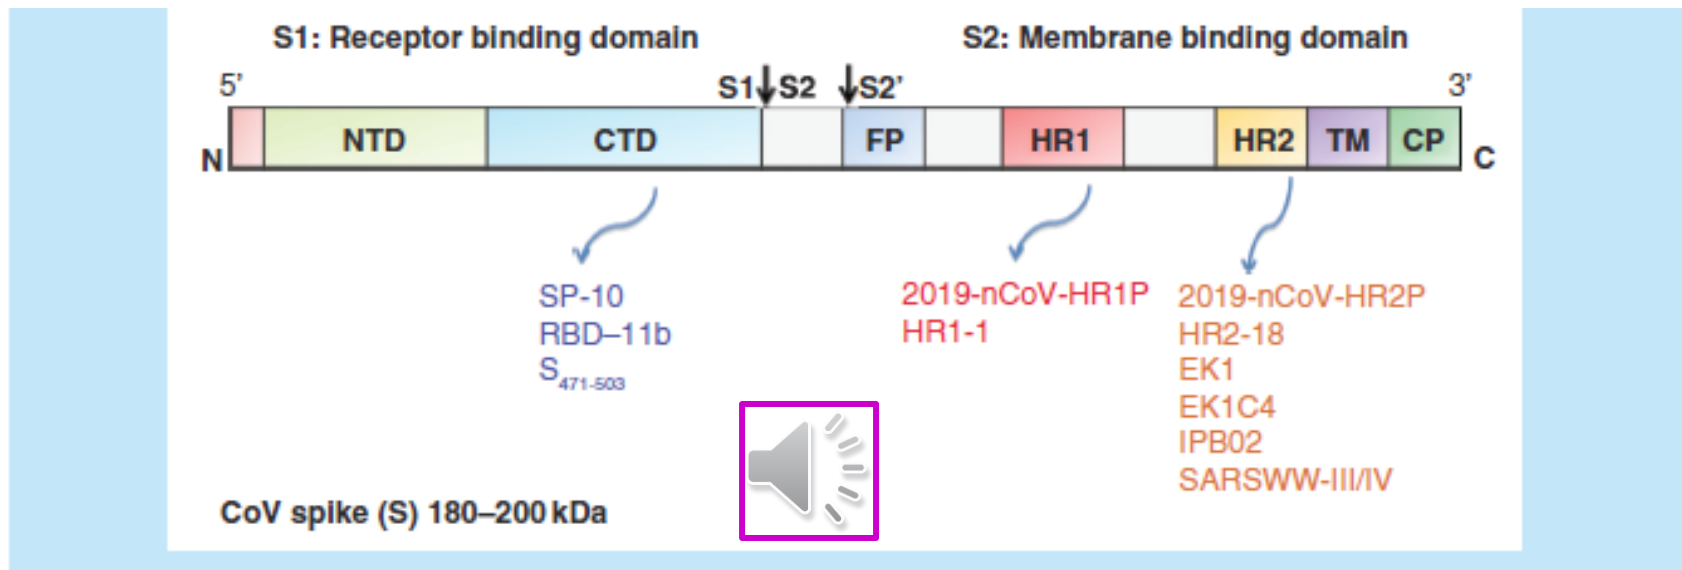 S1: Receptor binding domain
S2: Membrane binding domain
5’
S1 S2
S2’
3’
N
NTD
CTD
FP
HR1
HR2
TM
CP
C
SP-10
RBD–11b
S471-503
2019-nCoV-HR1P
HR1-1
2019-nCoV-HR2P
HR2-18
EK1
EK1C4
IPB02
SARSWW-III/IV
CoV spike (S) 180–200 kDa